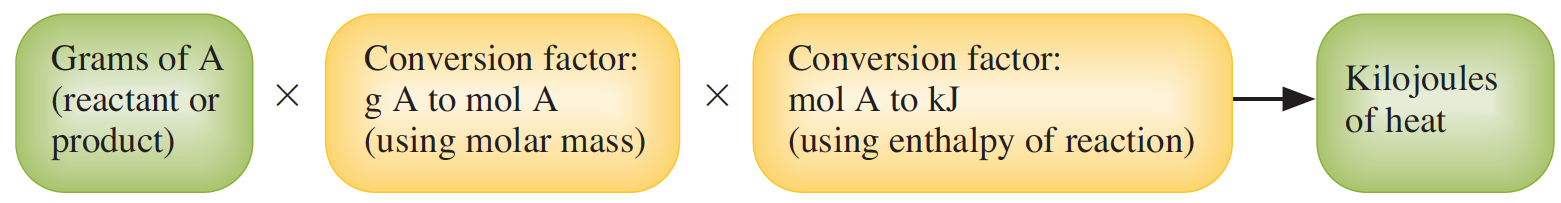 Grams of A
(reactant or
product)
×
Conversion factor:
g A to mol A
(using molar mass)
×
Conversion factor:
mol A to kJ
(using enthalpy of reaction)
Kilojoules
of heat